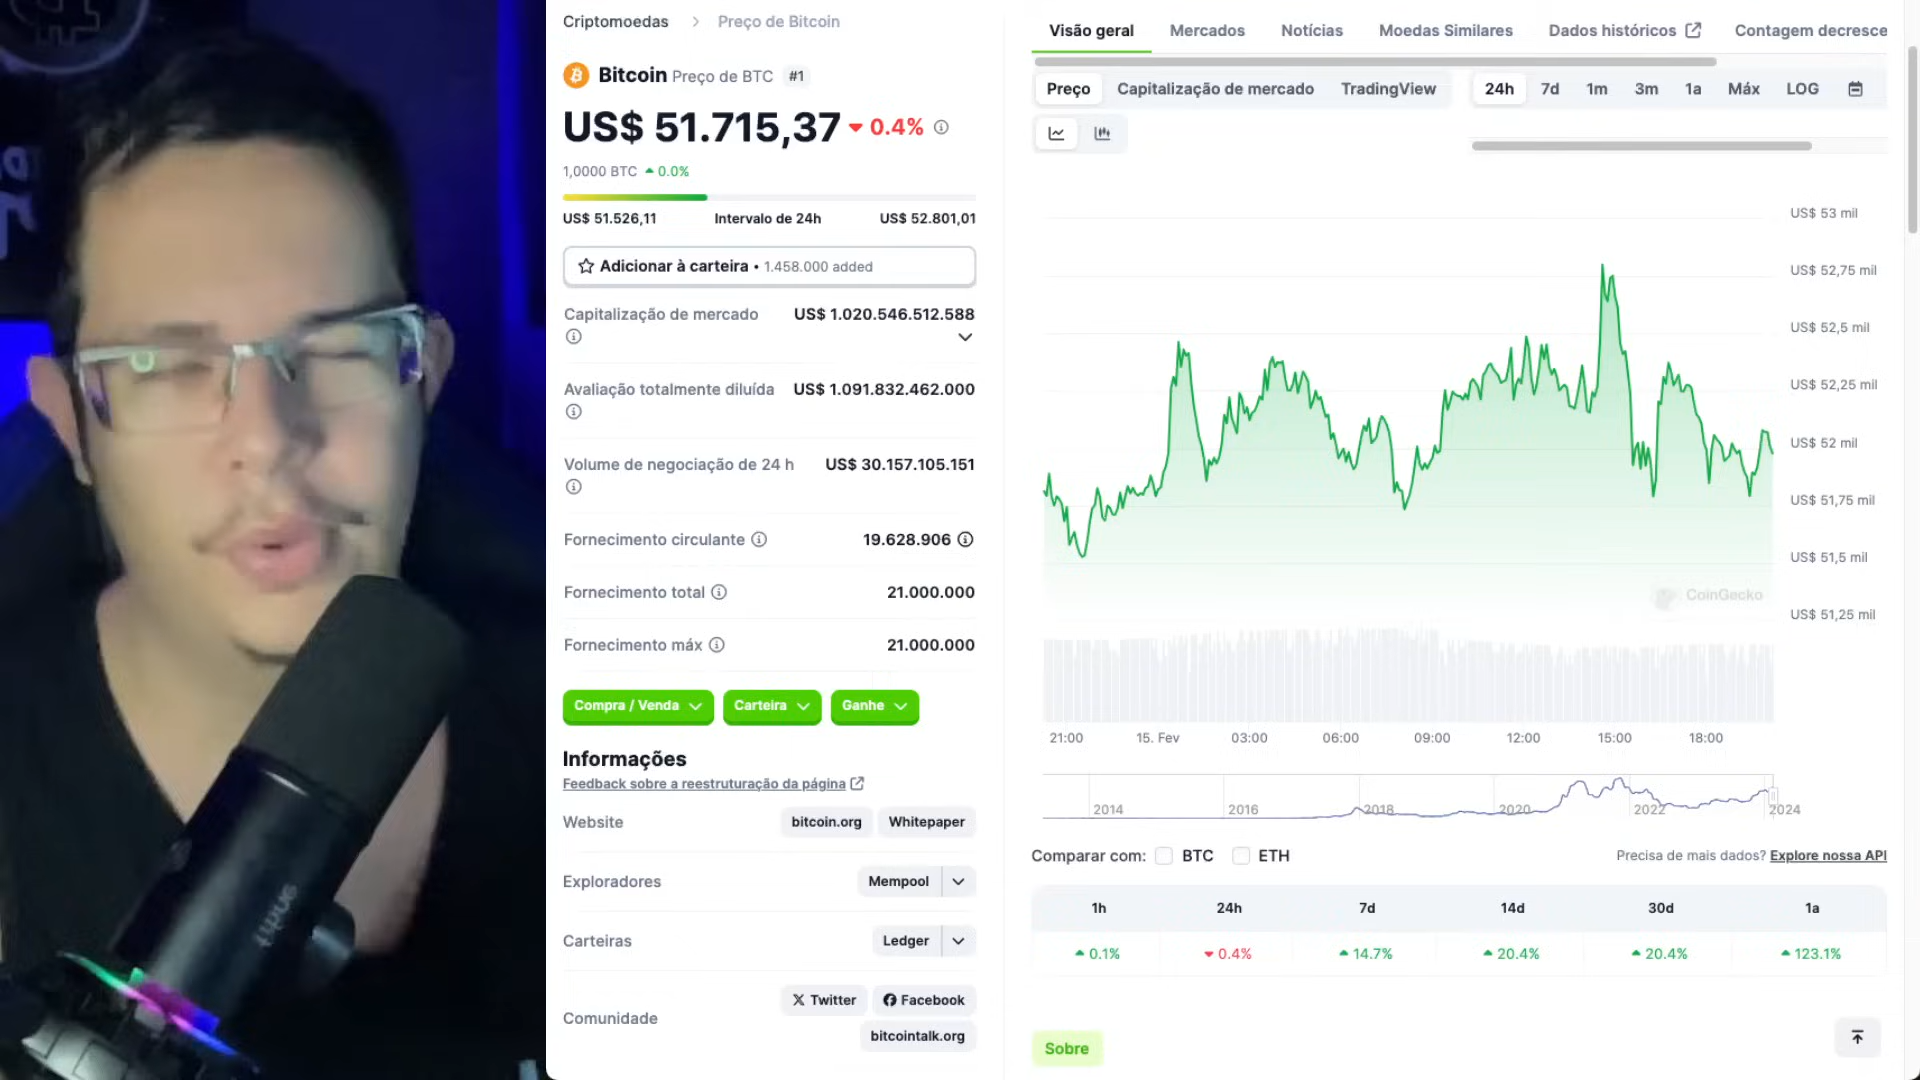 Criptomoedas > Preço de Bitcoin
Bitcoin Preço de BTC #1
US$ 51.715,37 0.4%
1,0000 BTC 0.0%
US$ 51.526,11 Intervalo de 24h US$ 52.801,01
Adicionar à carteira • 1.458.000 added
Capitalização de mercado US$ 1.020.546.512.588
Avaliação totalmente diluída US$ 1.091.832.462.000
Volume de negociação de 24 h US$ 30.157.105.151
Fornecimento circulante 19.628.906
Fornecimento total 21.000.000
Fornecimento máx 21.000.000
Compra / Venda Carteira Ganhe
Informações
Feedback sobre a reestruturação da página
Website bitcoin.org Whitepaper
Exploradores Mempool
Carteiras Ledger
Comunidade Twitter Facebook
bitcointalk.org
Visão geral Mercados Notícias Moedas Similares Dados históricos Contagem decresce
Preço Capitalização de mercado TradingView 24h 7d 1m 3m 1a Máx LOG
US$ 53 mil
US$ 52,75 mil
US$ 52,5 mil
US$ 52,25 mil
US$ 52 mil
US$ 51,75 mil
US$ 51,5 mil
CoinGecko
US$ 51,25 mil
21:00 15. Fev 03:00 06:00 09:00 12:00 15:00 18:00
2014 2016 2018 2020 2022 2024
Comparar com: BTC ETH Precisa de mais dados? Explore nossa API
1h 24h 7d 14d 30d 1a
0.1% 0.4% 14.7% 20.4% 20.4% 123.1%
Sobre